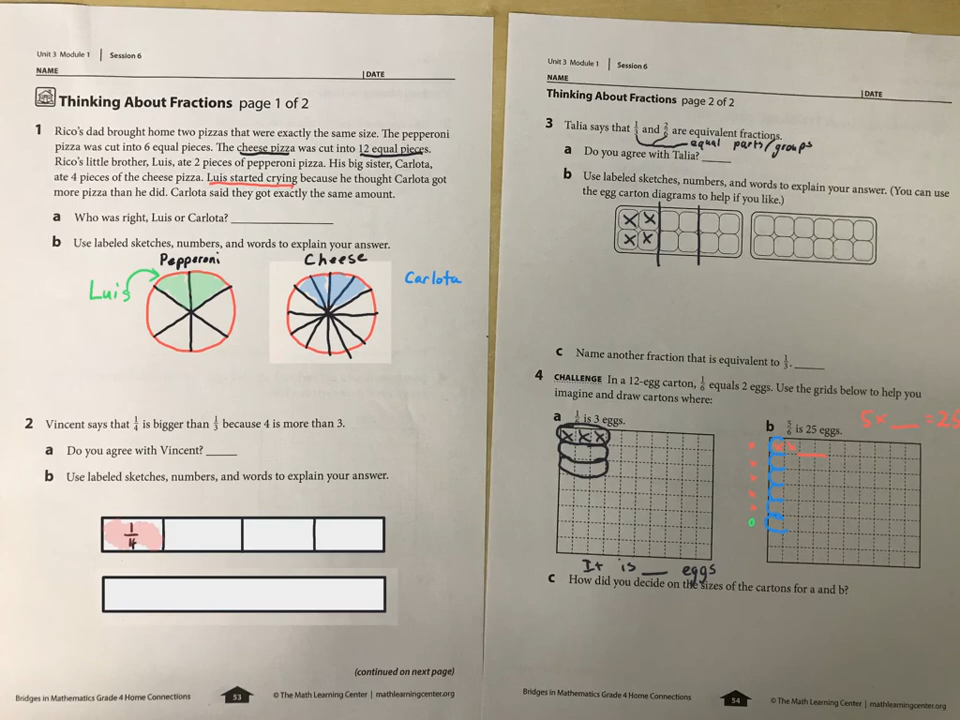 Unit 3 Module 1 | Session 6
NAME | DATE
Thinking About Fractions page 1 of 2
1 Rico's dad brought home two pizzas that were exactly the same size. The pepperoni
pizza was cut into 6 equal pieces. The cheese pizza was cut into 12 equal pieces.
Rico's little brother, Luis, ate 2 pieces of pepperoni pizza. His big sister, Carlota,
ate 4 pieces of the cheese pizza. Luis started crying because he thought Carlota got
more pizza than he did. Carlota said they got exactly the same amount.
a Who was right, Luis or Carlota?
b Use labeled sketches, numbers, and words to explain your answer.
Pepperoni Cheese
Luis Carlota
2 Vincent says that 1/4 is bigger than 1/3 because 4 is more than 3.
a Do you agree with Vincent?
b Use labeled sketches, numbers, and words to explain your answer.
1/4
(continued on next page)
Bridges in Mathematics Grade 4 Home Connections 53 © The Math Learning Center | mathlearningcenter.org
Unit 3 Module 1 | Session 6
NAME | DATE
Thinking About Fractions page 2 of 2
3 Talia says that 1/3 and 2/6 are equivalent fractions.
equal parts/groups
a Do you agree with Talia?
b Use labeled sketches, numbers, and words to explain your answer. (You can use
the egg carton diagrams to help if you like.)
X X
X X
c Name another fraction that is equivalent to 1/3.
4 CHALLENGE In a 12-egg carton, 1/6 equals 2 eggs. Use the grids below to help you
imagine and draw cartons where:
5 × __ = 25
a is 3 eggs.
b 5/6 is 25 eggs.
X X X
It is __ eggs
c How did you decide on the sizes of the cartons for a and b?
Bridges in Mathematics Grade 4 Home Connections 54 © The Math Learning Center | mathlearningcenter.org